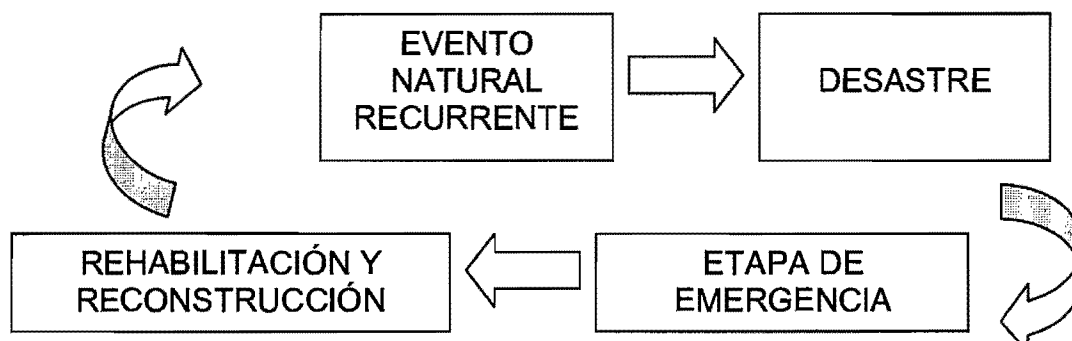 EVENTO
NATURAL
RECURRENTE
DESASTRE
REHABILITACIÓN Y
RECONSTRUCCIÓN
ETAPA DE
EMERGENCIA